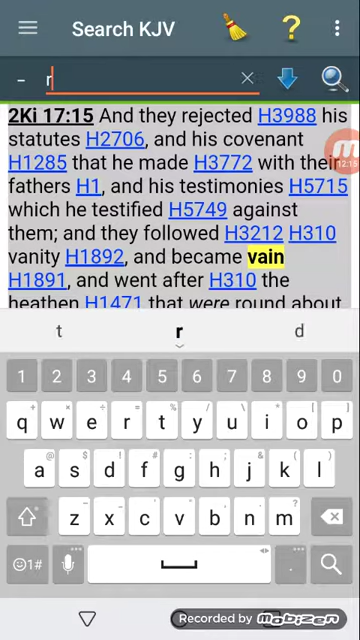 Search KJV
?
- r
2Ki 17:15 And they rejected H3988 his
statutes H2706, and his covenant
H1285 that he made H3772 with their
fathers H1, and his testimonies H5715
which he testified H5749 against
them; and they followed H3212 H310
vanity H1892, and became vain
H1891, and went after H310 the
heathen H1471 that were round about
12:15
t r d
1 2 3 4 5 6 7 8 9 0
q w e r t y u i o p
a s d f g h j k l
z x c v b n m
☺1# .
Recorded by mobizen